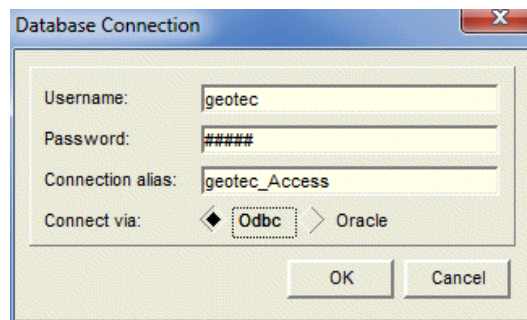 Database Connection
Username: geotec
Password: #####
Connection alias: geotec_Access
Connect via: Odbc Oracle
OK Cancel